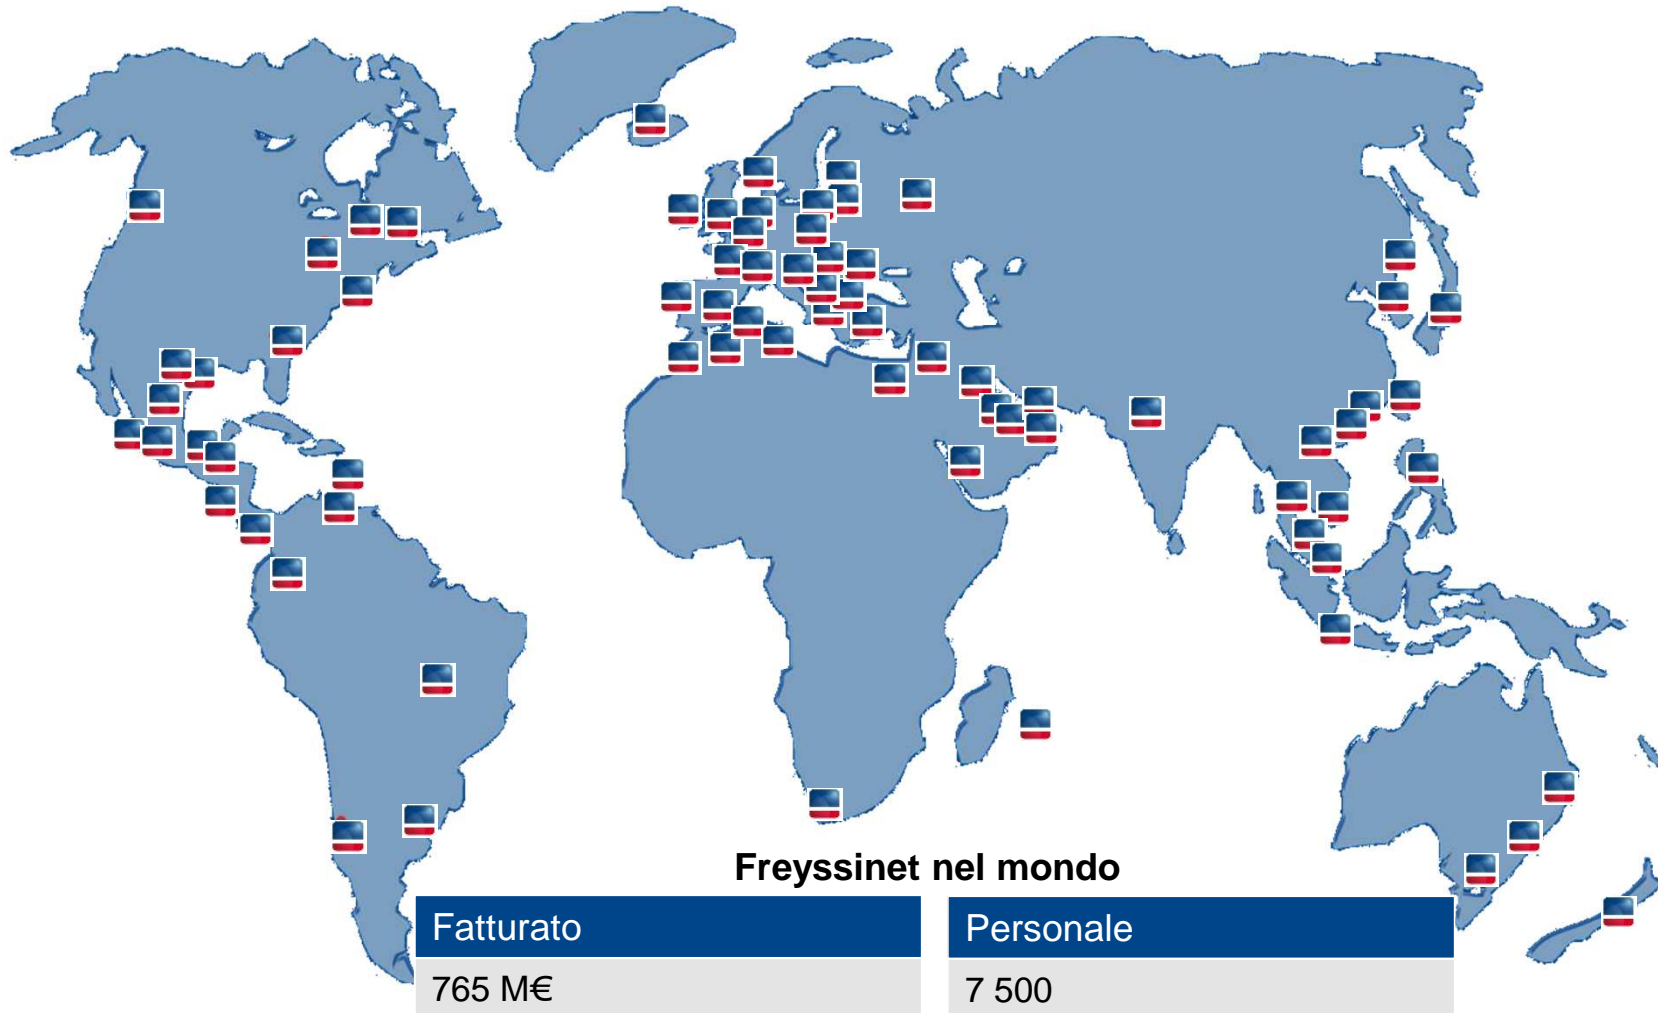 Freyssinet nel mondo
Fatturato
Personale
765 M€
7 500